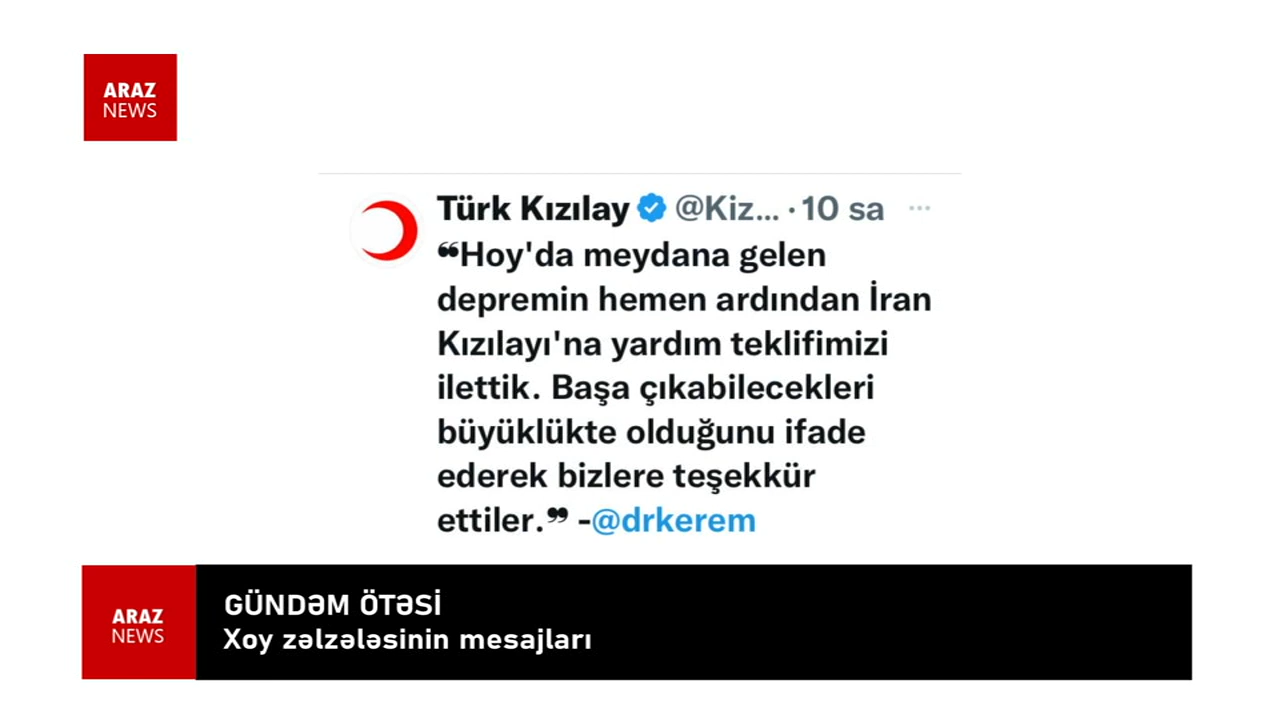 ARAZ
NEWS
Türk Kızılay @Kiz... · 10 sa ...
❝Hoy'da meydana gelen
depremin hemen ardından İran
Kızılayı'na yardım teklifimizi
ilettik. Başa çıkabilecekleri
büyüklükte olduğunu ifade
ederek bizlere teşekkür
ettiler.❞ -@drkerem
ARAZ
NEWS
GÜNDƏM ÖTƏSİ
Xoy zəlzələsinin mesajları